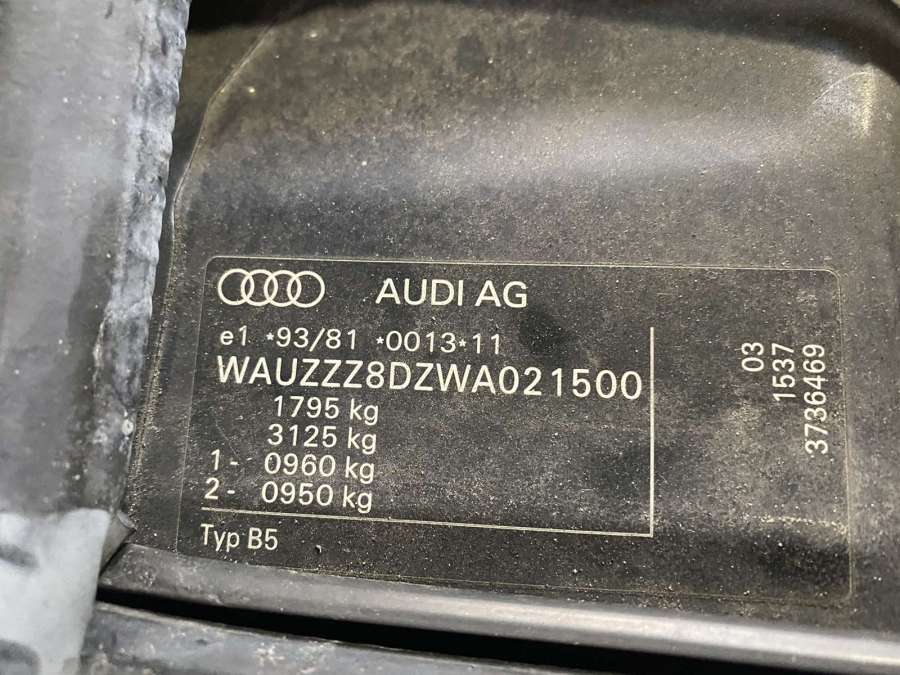 AUDI AG
e1 *93/81 *0013*11
WAUZZZ8DZWA021500
1795 kg
3125 kg
1- 0960 kg
2- 0950 kg
Typ B5
03
1537
3736469